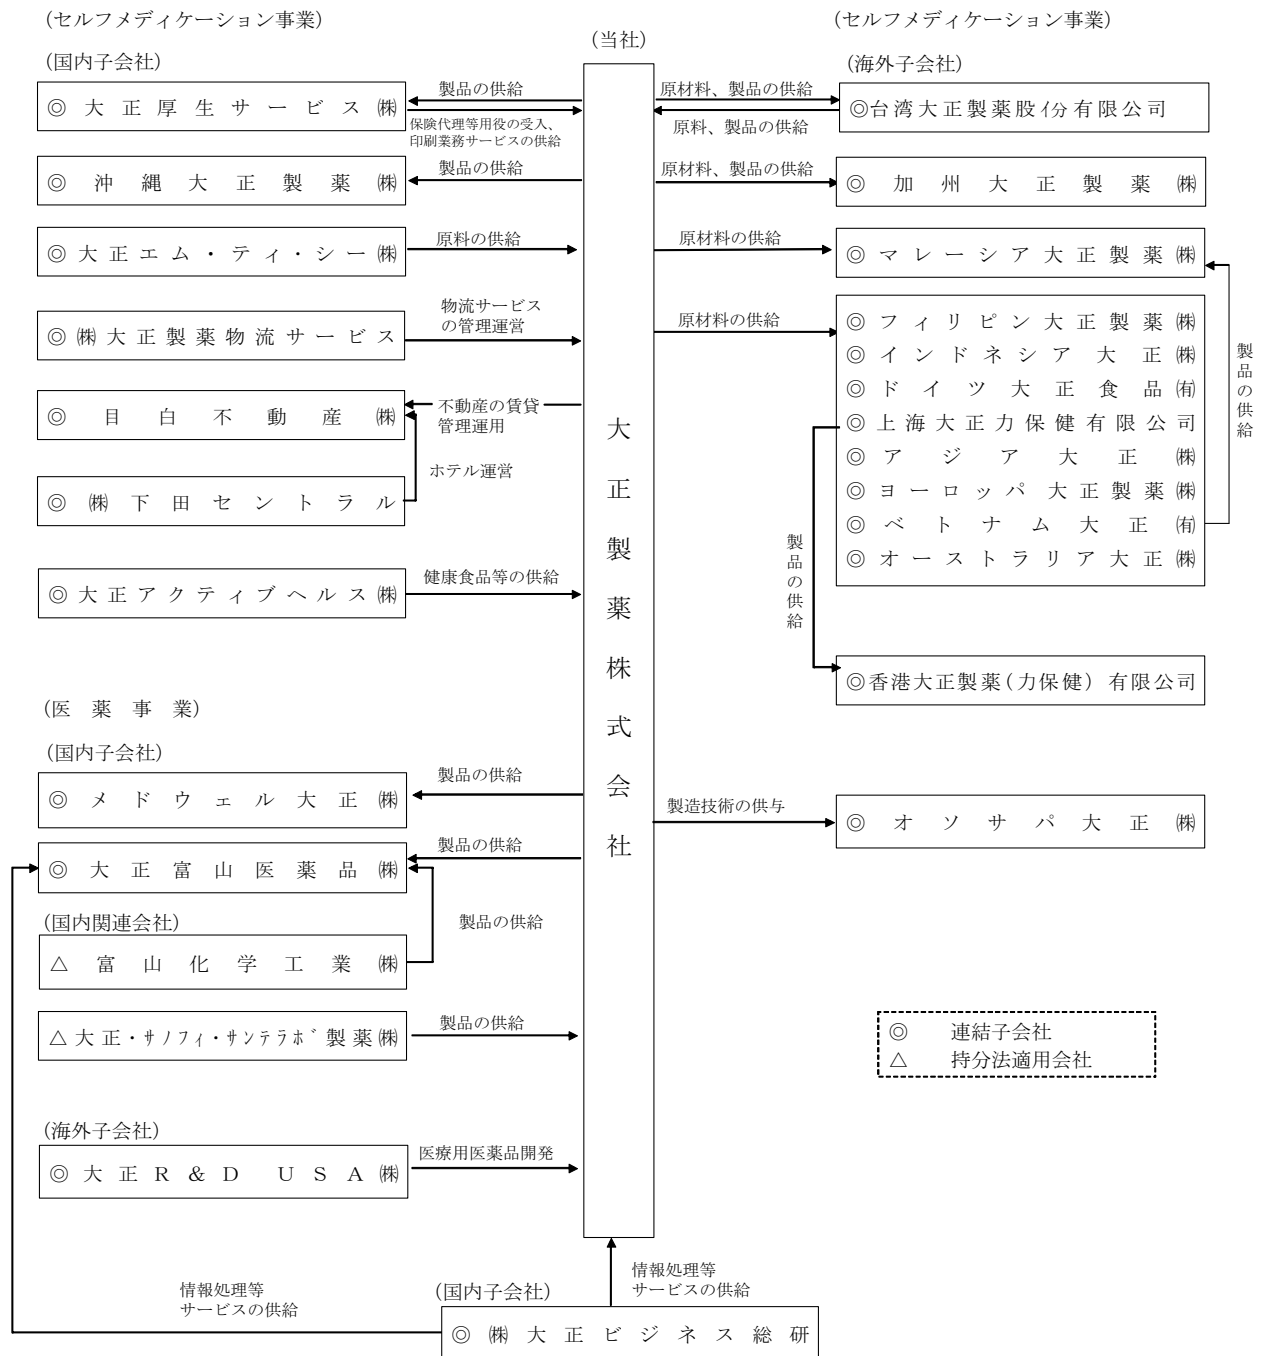 (セルフメディケーション事業)
(国内子会社)
◎ 大正厚生サービス㈱
製品の供給
保険代理等用役の受入、
印刷業務サービスの供給
◎ 沖縄大正製薬㈱
製品の供給
◎ 大正エム・ティ・シー㈱
原料の供給
◎ ㈱大正製薬物流サービス
物流サービス
の管理運営
◎ 目白不動産㈱
不動産の賃貸
管理運用
ホテル運営
◎ ㈱下田セントラル
◎ 大正アクティブヘルス㈱
健康食品等の供給
(医薬事業)
(国内子会社)
◎ メドウェル大正㈱
製品の供給
◎ 大正富山医薬品㈱
製品の供給
(国内関連会社)
製品の供給
△ 富山化学工業㈱
△ 大正・ｻﾉﾌｨ・ｻﾝﾃﾗﾎﾞ製薬㈱
製品の供給
(海外子会社)
◎ 大正R&D USA㈱
医療用医薬品開発
(当社)
大正製薬株式会社
(セルフメディケーション事業)
(海外子会社)
原材料、製品の供給
◎台湾大正製薬股份有限公司
原料、製品の供給
原材料、製品の供給
◎ 加州大正製薬㈱
原材料の供給
◎ マレーシア大正製薬㈱
原材料の供給
◎ フィリピン大正製薬㈱
◎ インドネシア大正㈱
◎ ドイツ大正食品㈲
◎ 上海大正力保健有限公司
◎ アジア大正㈱
◎ ヨーロッパ大正製薬㈱
◎ ベトナム大正㈲
◎ オーストラリア大正㈱
製品の供給
製品の供給
◎香港大正製薬(力保健)有限公司
製造技術の供与
◎ オソサパ大正㈱
◎ 連結子会社
△ 持分法適用会社
情報処理等
サービスの供給
情報処理等
サービスの供給
(国内子会社)
◎ ㈱大正ビジネス総研